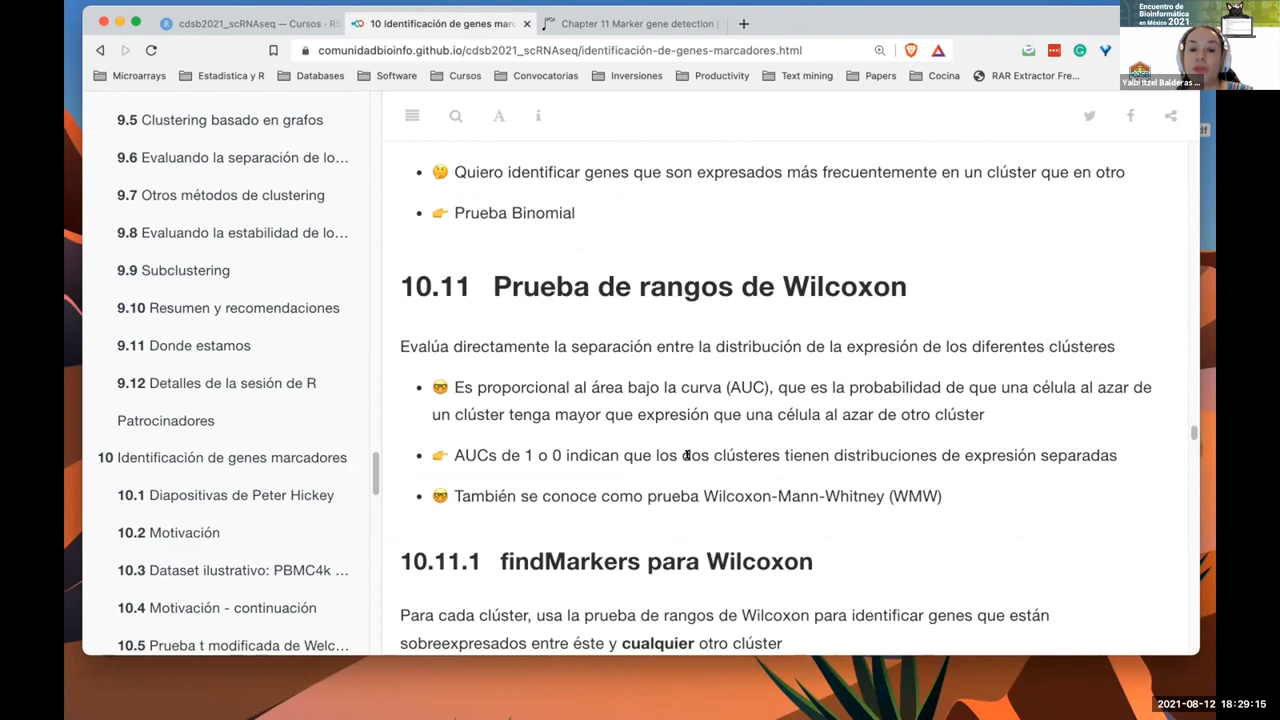 cdsb2021_scRNAseq — Cursos · RS
10 Identificación de genes mar
Chapter 11 Marker gene detection
Encuentro de
Bioinformática
en México 2021
comunidadbioinfo.github.io/cdsb2021_scRNAseq/identificación-de-genes-marcadores.html
Microarrays
Estadistica y R
Databases
Software
Cursos
Convocatorias
Inversiones
Productivity
Text mining
Papers
Cocina
RAR Extractor Fre...
9.5 Clustering basado en grafos
9.6 Evaluando la separación de lo...
9.7 Otros métodos de clustering
9.8 Evaluando la estabilidad de lo...
9.9 Subclustering
9.10 Resumen y recomendaciones
9.11 Donde estamos
9.12 Detalles de la sesión de R
Patrocinadores
10 Identificación de genes marcadores
10.1 Diapositivas de Peter Hickey
10.2 Motivación
10.3 Dataset ilustrativo: PBMC4k ...
10.4 Motivación - continuación
10.5 Prueba t modificada de Welc...
• 🤔 Quiero identificar genes que son expresados más frecuentemente en un clúster que en otro
• 👉 Prueba Binomial
10.11 Prueba de rangos de Wilcoxon
Evalúa directamente la separación entre la distribución de la expresión de los diferentes clústeres
• 🤓 Es proporcional al área bajo la curva (AUC), que es la probabilidad de que una célula al azar de
un clúster tenga mayor que expresión que una célula al azar de otro clúster
• 👉 AUCs de 1 o 0 indican que los dos clústeres tienen distribuciones de expresión separadas
• 🤓 También se conoce como prueba Wilcoxon-Mann-Whitney (WMW)
10.11.1 findMarkers para Wilcoxon
Para cada clúster, usa la prueba de rangos de Wilcoxon para identificar genes que están
sobreexpresados entre éste y cualquier otro clúster
2021-08-12 18:29:15